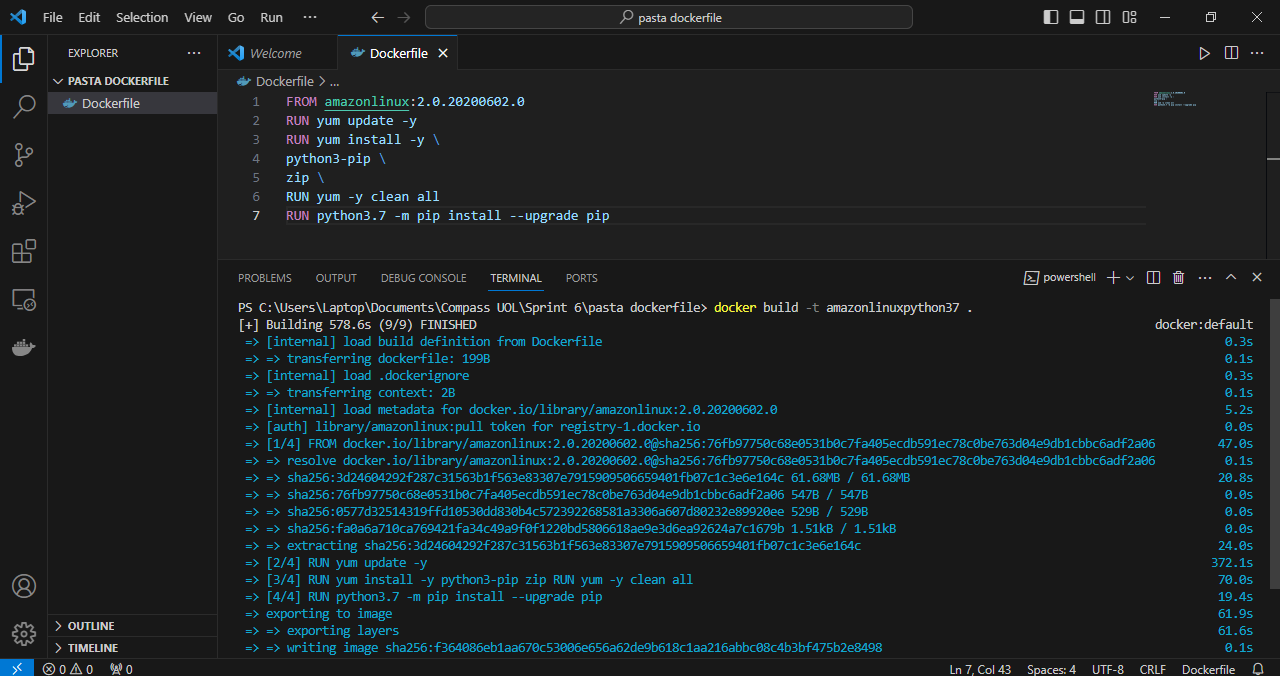 File Edit Selection View Go Run ··· pasta dockerfile
EXPLORER ···
PASTA DOCKERFILE
Dockerfile
OUTLINE
TIMELINE
Welcome Dockerfile
Dockerfile > ...
1 FROM amazonlinux:2.0.20200602.0
2 RUN yum update -y
3 RUN yum install -y \
4 python3-pip \
5 zip \
6 RUN yum -y clean all
7 RUN python3.7 -m pip install --upgrade pip
PROBLEMS OUTPUT DEBUG CONSOLE TERMINAL PORTS powershell
PS C:\Users\Laptop\Documents\Compass UOL\Sprint 6\pasta dockerfile> docker build -t amazonlinuxpython37 .
[+] Building 578.6s (9/9) FINISHED docker:default
=> [internal] load build definition from Dockerfile 0.3s
=> => transferring dockerfile: 199B 0.1s
=> [internal] load .dockerignore 0.3s
=> => transferring context: 2B 0.1s
=> [internal] load metadata for docker.io/library/amazonlinux:2.0.20200602.0 5.2s
=> [auth] library/amazonlinux:pull token for registry-1.docker.io 0.0s
=> [1/4] FROM docker.io/library/amazonlinux:2.0.20200602.0@sha256:76fb97750c68e0531b0c7fa405ecdb591ec78c0be763d04e9db1cbbc6adf2a06 47.0s
=> => resolve docker.io/library/amazonlinux:2.0.20200602.0@sha256:76fb97750c68e0531b0c7fa405ecdb591ec78c0be763d04e9db1cbbc6adf2a06 0.1s
=> => sha256:3d24604292f287c31563b1f563e83307e7915909506659401fb07c1c3e6e164c 61.68MB / 61.68MB 20.8s
=> => sha256:76fb97750c68e0531b0c7fa405ecdb591ec78c0be763d04e9db1cbbc6adf2a06 547B / 547B 0.0s
=> => sha256:0577d32514319ffd10530dd830b4c572392268581a3306a607d80232e89920ee 529B / 529B 0.0s
=> => sha256:fa0a6a710ca769421fa34c49a9f0f1220bd5806618ae9e3d6ea92624a7c1679b 1.51kB / 1.51kB 0.0s
=> => extracting sha256:3d24604292f287c31563b1f563e83307e7915909506659401fb07c1c3e6e164c 24.0s
=> [2/4] RUN yum update -y 372.1s
=> [3/4] RUN yum install -y python3-pip zip RUN yum -y clean all 70.0s
=> [4/4] RUN python3.7 -m pip install --upgrade pip 19.4s
=> exporting to image 61.9s
=> => exporting layers 61.6s
=> => writing image sha256:f364086eb1aa670c53006e656a62de9b618c1aa216abbc08c4b3bf475b2e8498 0.1s
0 0 0 Ln 7, Col 43 Spaces: 4 UTF-8 CRLF Dockerfile